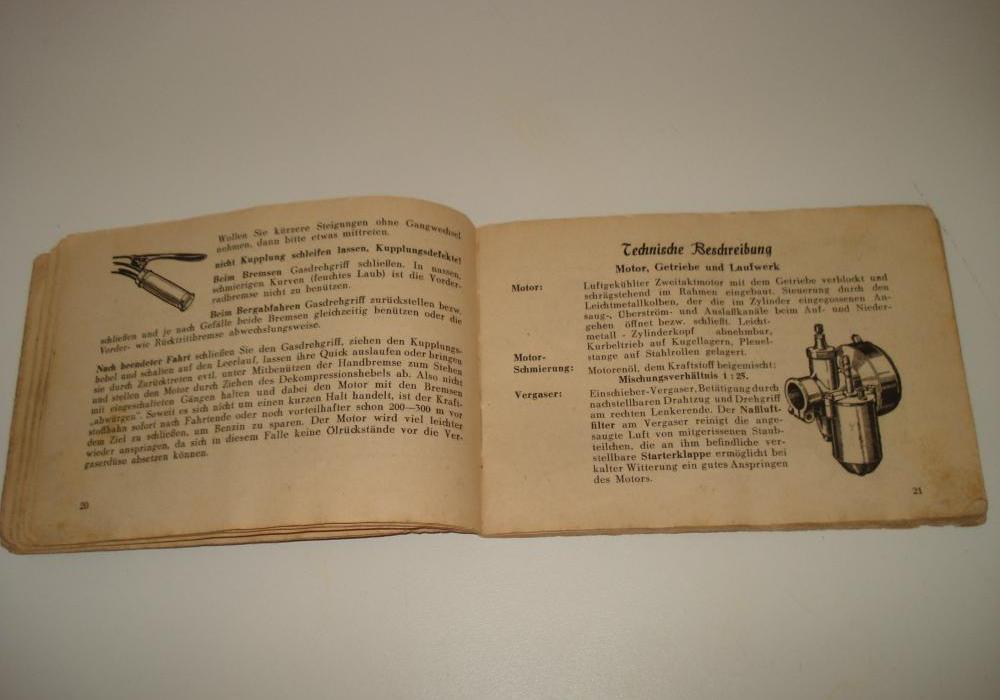 Wollen Sie kürzere Steigungen ohne Gangwechsel
nehmen, dann bitte etwas mittreten.
nicht Kupplung schleifen lassen, Kupplungsdefekte!
Beim Bremsen Gasdrehgriff schließen. In nassen,
schmierigen Kurven (feuchtes Laub) ist die Vorder-
radbremse nicht zu benützen.
Beim Bergabfahren Gasdrehgriff zurückstellen bezw.
schließen und je nach Gefälle beide Bremsen gleichzeitig benützen oder die
Vorder- wie Rücktrittbremse abwechslungsweise.
Nach beendeter Fahrt schließen Sie den Gasdrehgriff, ziehen den Kupplungs-
hebel und schalten auf den Leerlauf, lassen ihre Quick auslaufen oder bringen
sie durch Zurücktreten evtl. unter Mitbenützen der Handbremse zum Stehen
und stellen den Motor durch Ziehen des Dekompressionshebels ab. Also nicht
mit eingeschalteten Gängen halten und dabei den Motor mit den Bremsen
„abwürgen". Soweit es sich nicht um einen kurzen Halt handelt, ist der Kraft-
stoffhahn sofort nach Fahrtende oder noch vorteilhafter schon 200—300 m vor
dem Ziel zu schließen, um Benzin zu sparen. Der Motor wird viel leichter
wieder anspringen, da sich in diesem Falle keine Ölrückstände vor die Ver-
gaserdüse absetzen können.
20
Technische Beschreibung
Motor, Getriebe und Laufwerk
Motor: Luftgekühlter Zweitaktmotor mit dem Getriebe verblockt und
schrägstehend im Rahmen eingebaut. Steuerung durch den
Leichtmetallkolben, der die im Zylinder eingegossenen An-
saug-, Überström- und Auslaßkanäle beim Auf- und Nieder-
gehen öffnet bezw. schließt. Leicht-
metall - Zylinderkopf abnehmbar,
Kurbeltrieb auf Kugellagern, Pleuel-
stange auf Stahlrollen gelagert.
Motor-
Schmierung: Motorenöl, dem Kraftstoff beigemischt:
Mischungsverhältnis 1 : 25.
Vergaser: Einschieber-Vergaser, Betätigung durch
nachstellbaren Drahtzug und Drehgriff
am rechten Lenkerende. Der Naßluft-
filter am Vergaser reinigt die ange-
saugte Luft von mitgerissenen Staub-
teilchen, die an ihm befindliche ver-
stellbare Starterklappe ermöglicht bei
kalter Witterung ein gutes Anspringen
des Motors.
21